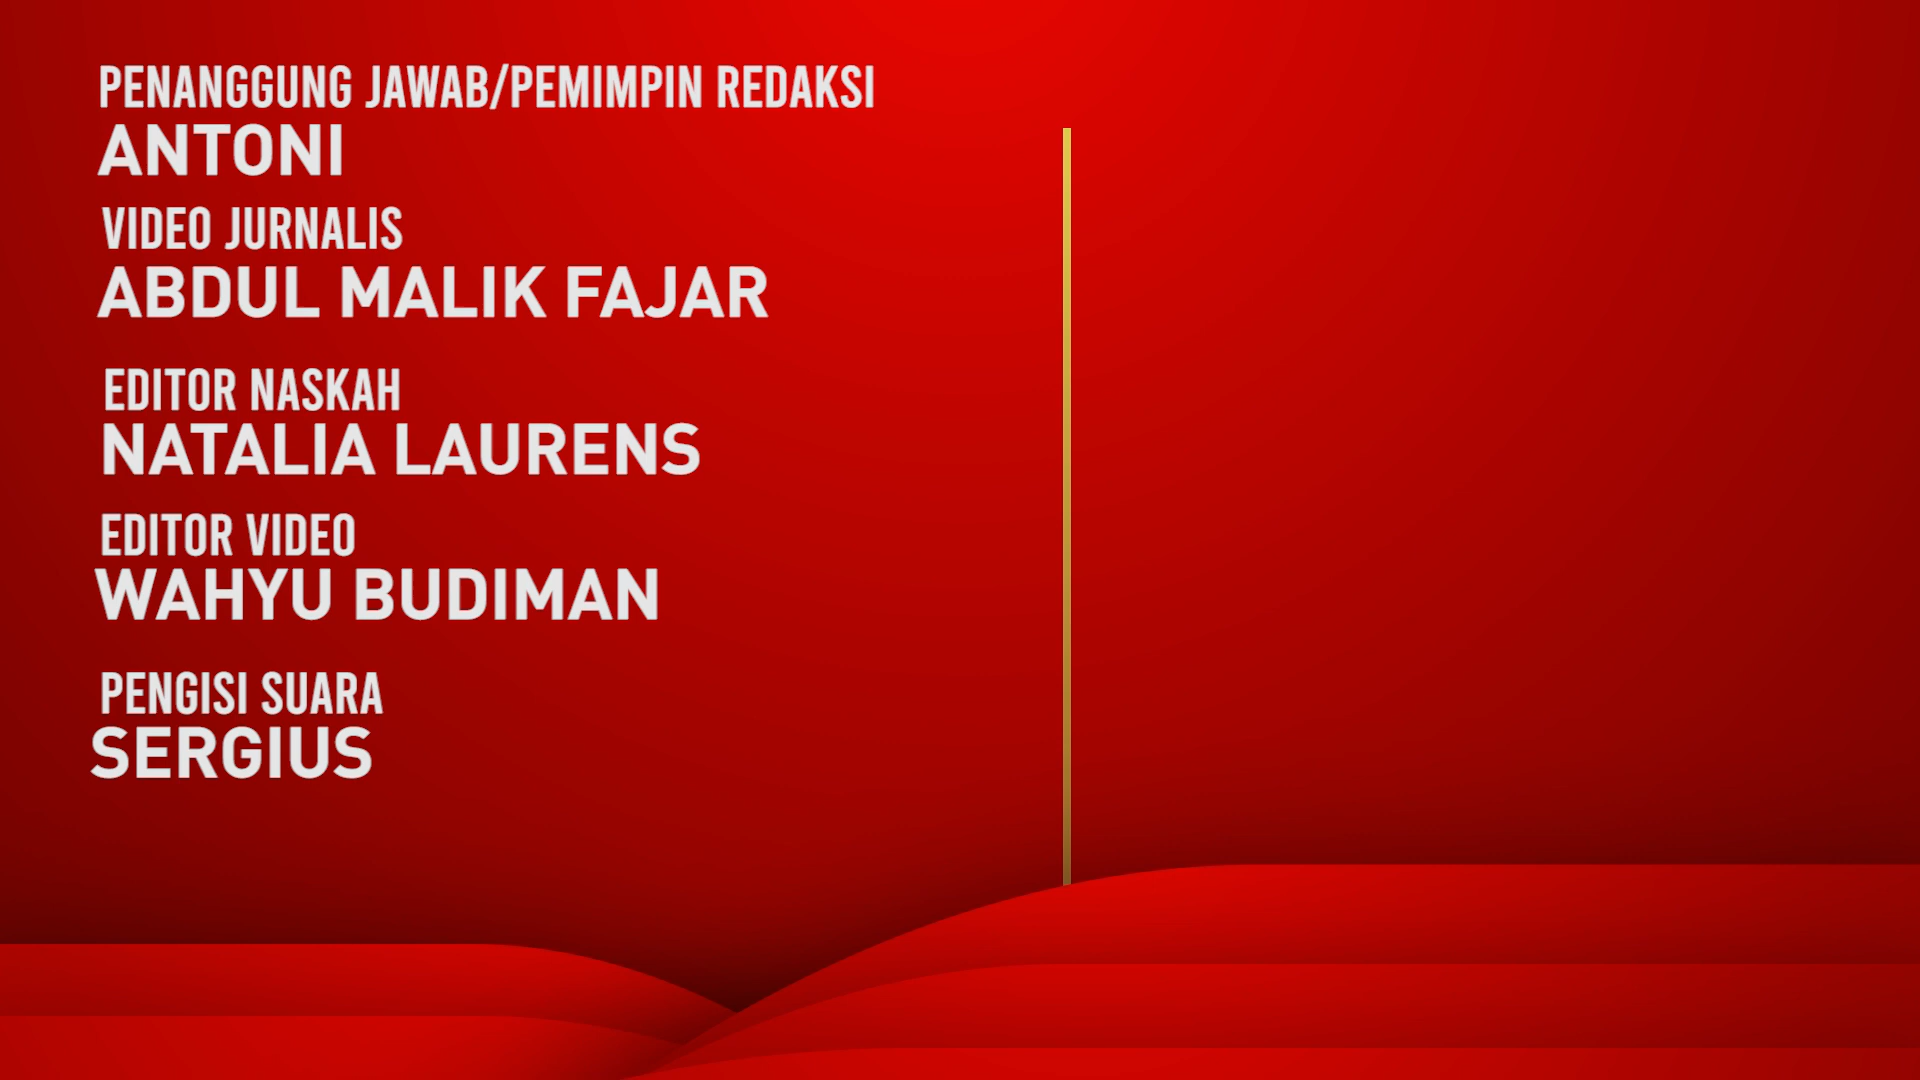 PENANGGUNG JAWAB/PEMIMPIN REDAKSI
ANTONI
VIDEO JURNALIS
ABDUL MALIK FAJAR
EDITOR NASKAH
NATALIA LAURENS
EDITOR VIDEO
WAHYU BUDIMAN
PENGISI SUARA
SERGIUS